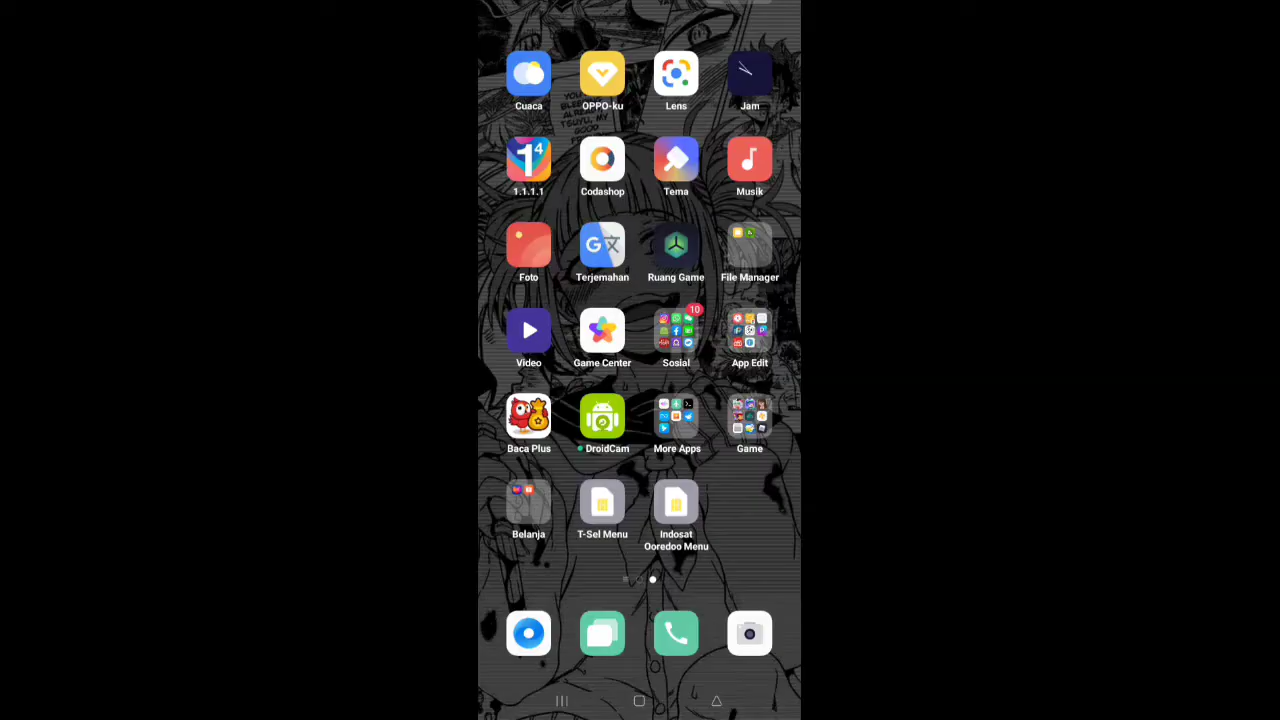 Cuaca
OPPO-ku
Lens
Jam
1.1.1.1
Codashop
Tema
Musik
Foto
Terjemahan
Ruang Game
File Manager
10
Video
Game Center
Sosial
App Edit
Baca Plus
DroidCam
More Apps
Game
Belanja
T-Sel Menu
Indosat
Ooredoo Menu